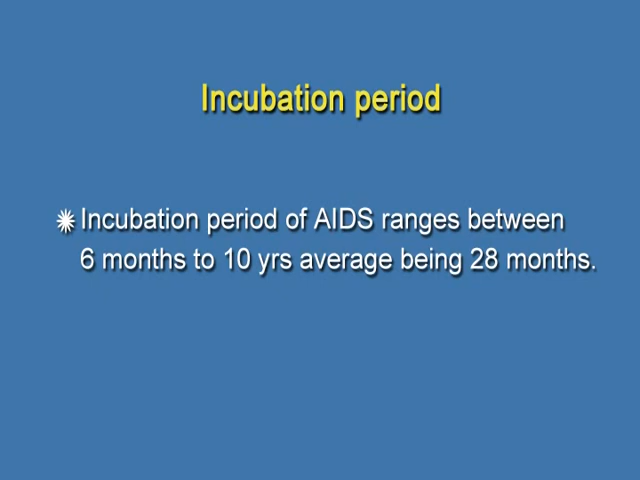 Incubation period
Incubation period of AIDS ranges between
6 months to 10 yrs average being 28 months.